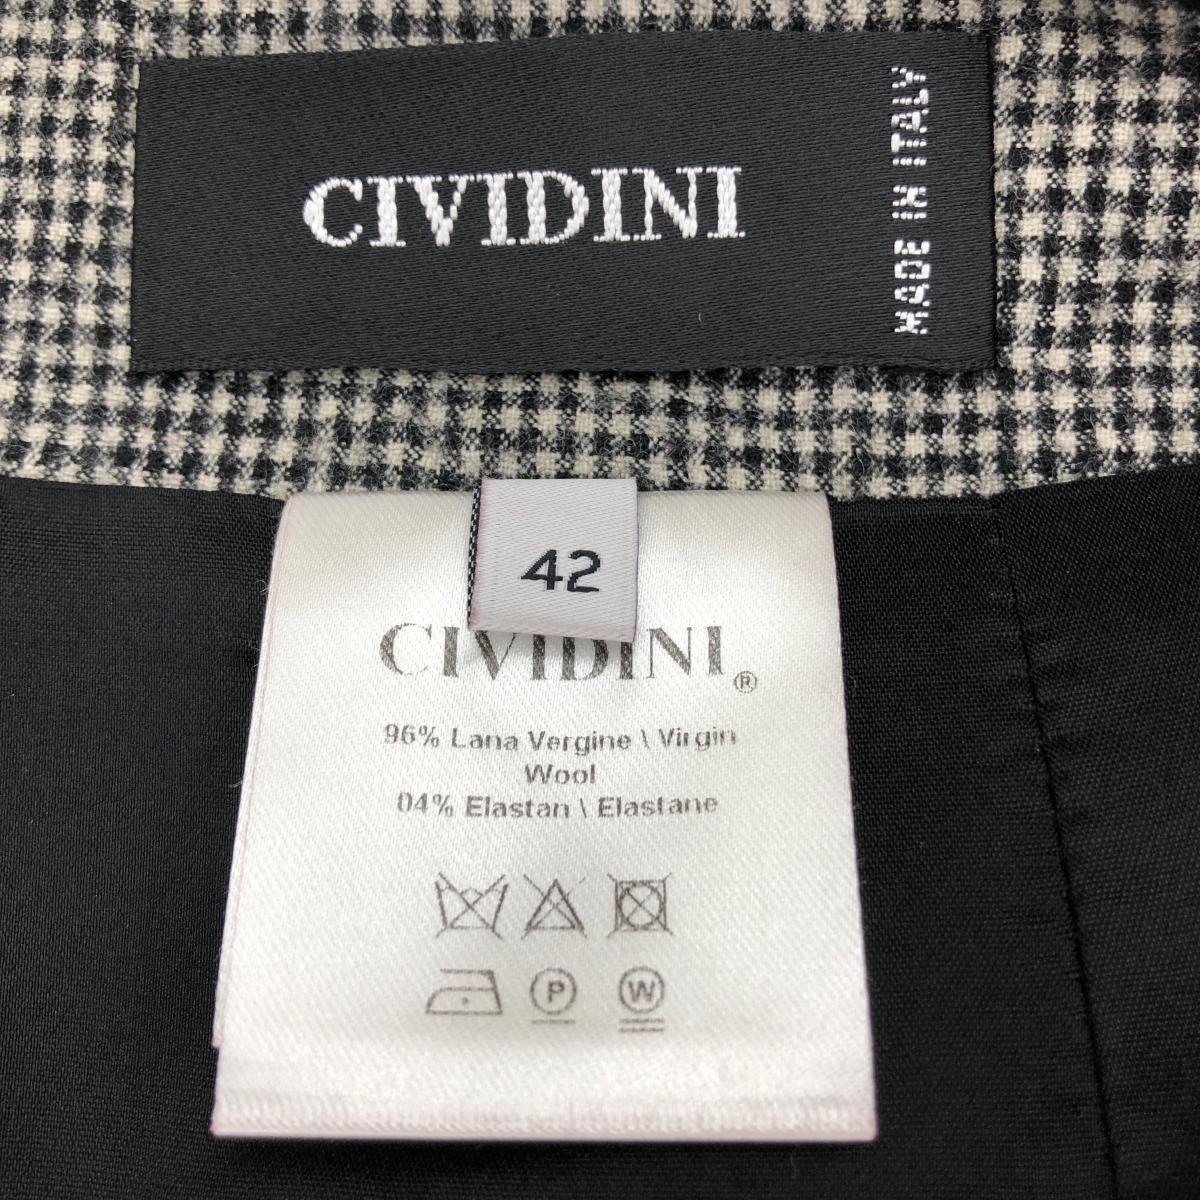 CIVIDINI
MADE IN ITALY
42
CIVIDINI®
96% Lana Vergine \ Virgin
Wool
04% Elastan \ Elastane
P W